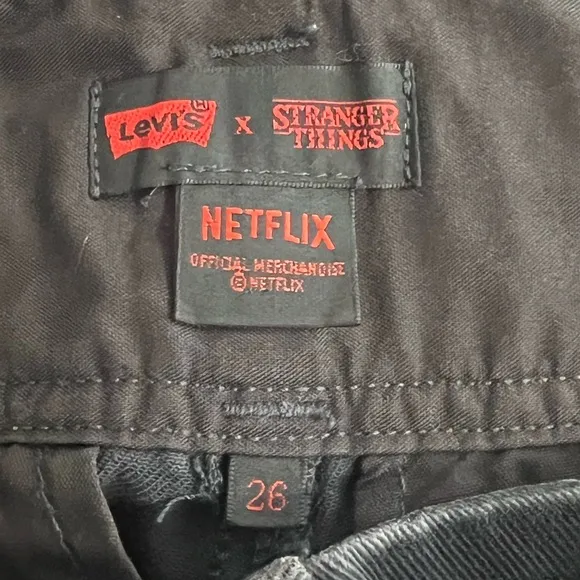 Levi's ® x STRANGER THINGS
NETFLIX
OFFICIAL MERCHANDISE
© NETFLIX
26